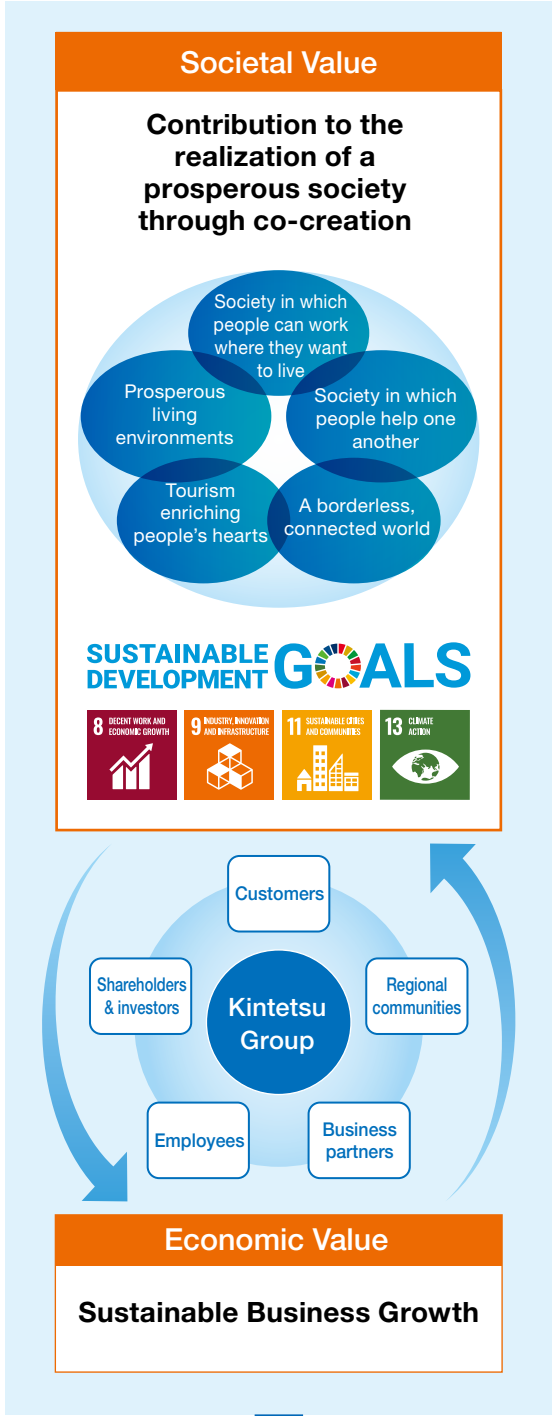 Societal Value
Contribution to the
realization of a
prosperous society
through co-creation
Society in which
people can work
where they want
to live
Prosperous
living
environments
Society in which
people help one
another
Tourism
enriching
people's hearts
A borderless,
connected world
SUSTAINABLE
DEVELOPMENT
GOALS
8 DECENT WORK AND
ECONOMIC GROWTH
9 INDUSTRY, INNOVATION
AND INFRASTRUCTURE
11 SUSTAINABLE CITIES
AND COMMUNITIES
13 CLIMATE
ACTION
Customers
Shareholders
& investors
Kintetsu
Group
Regional
communities
Employees
Business
partners
Economic Value
Sustainable Business Growth